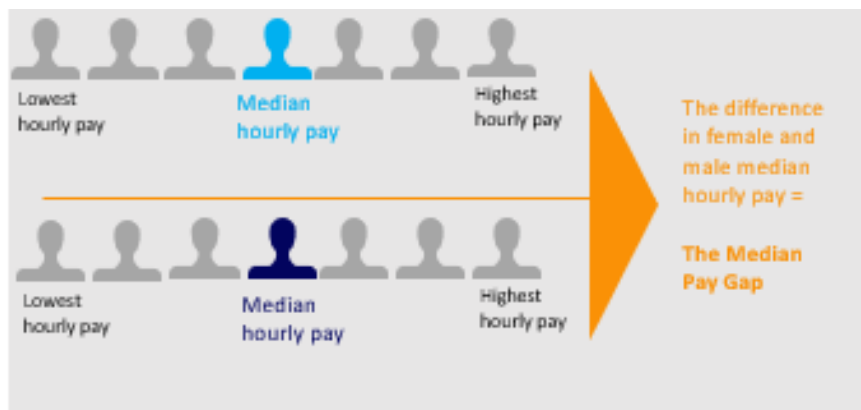 Lowest
hourly pay
Median
hourly pay
Highest
hourly pay
The difference
in female and
male median
hourly pay =
The Median
Pay Gap
Lowest
hourly pay
Median
hourly pay
Highest
hourly pay